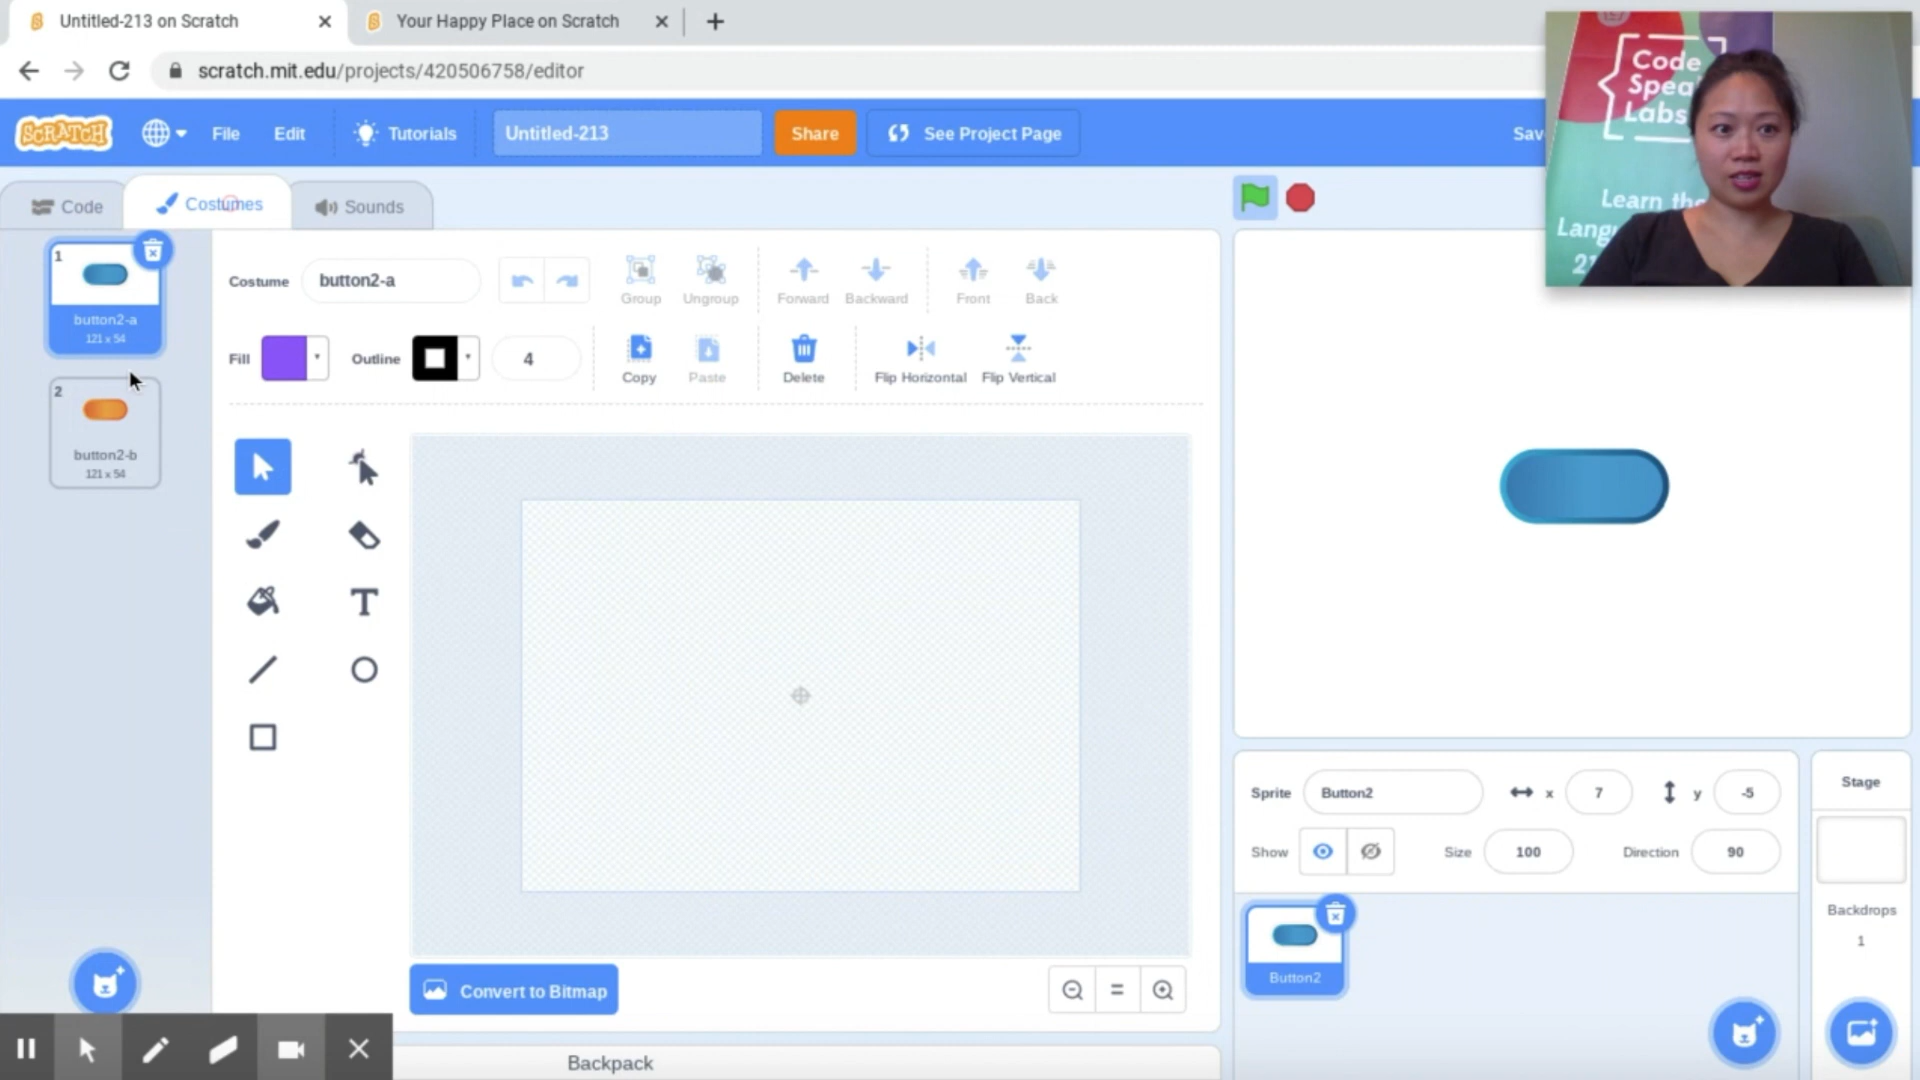 Untitled-213 on Scratch
Your Happy Place on Scratch
scratch.mit.edu/projects/420506758/editor
SCRATCH
File
Edit
Tutorials
Untitled-213
Share
See Project Page
Code
Costumes
Sounds
1
button2-a
121 x 54
2
button2-b
121 x 54
Costume
button2-a
Group
Ungroup
Forward
Backward
Front
Back
Fill
Outline
4
Copy
Paste
Delete
Flip Horizontal
Flip Vertical
T
Convert to Bitmap
Backpack
Code
Labs
Learn
Sprite
Button2
x
7
y
-5
Show
Size
100
Direction
90
Button2
Stage
Backdrops
1